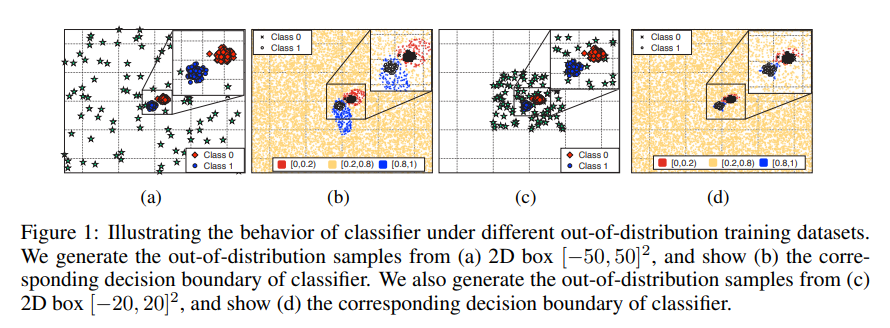 Class 0
Class 1
Class 0
Class 1
[0,0.2)
[0.2,0.8)
[0.8,1)
Class 0
Class 1
Class 0
Class 1
[0,0.2)
[0.2,0.8)
[0.8,1)
(a)
(b)
(c)
(d)
Figure 1: Illustrating the behavior of classifier under different out-of-distribution training datasets.
We generate the out-of-distribution samples from (a) 2D box [−50, 50]², and show (b) the corre-
sponding decision boundary of classifier. We also generate the out-of-distribution samples from (c)
2D box [−20, 20]², and show (d) the corresponding decision boundary of classifier.